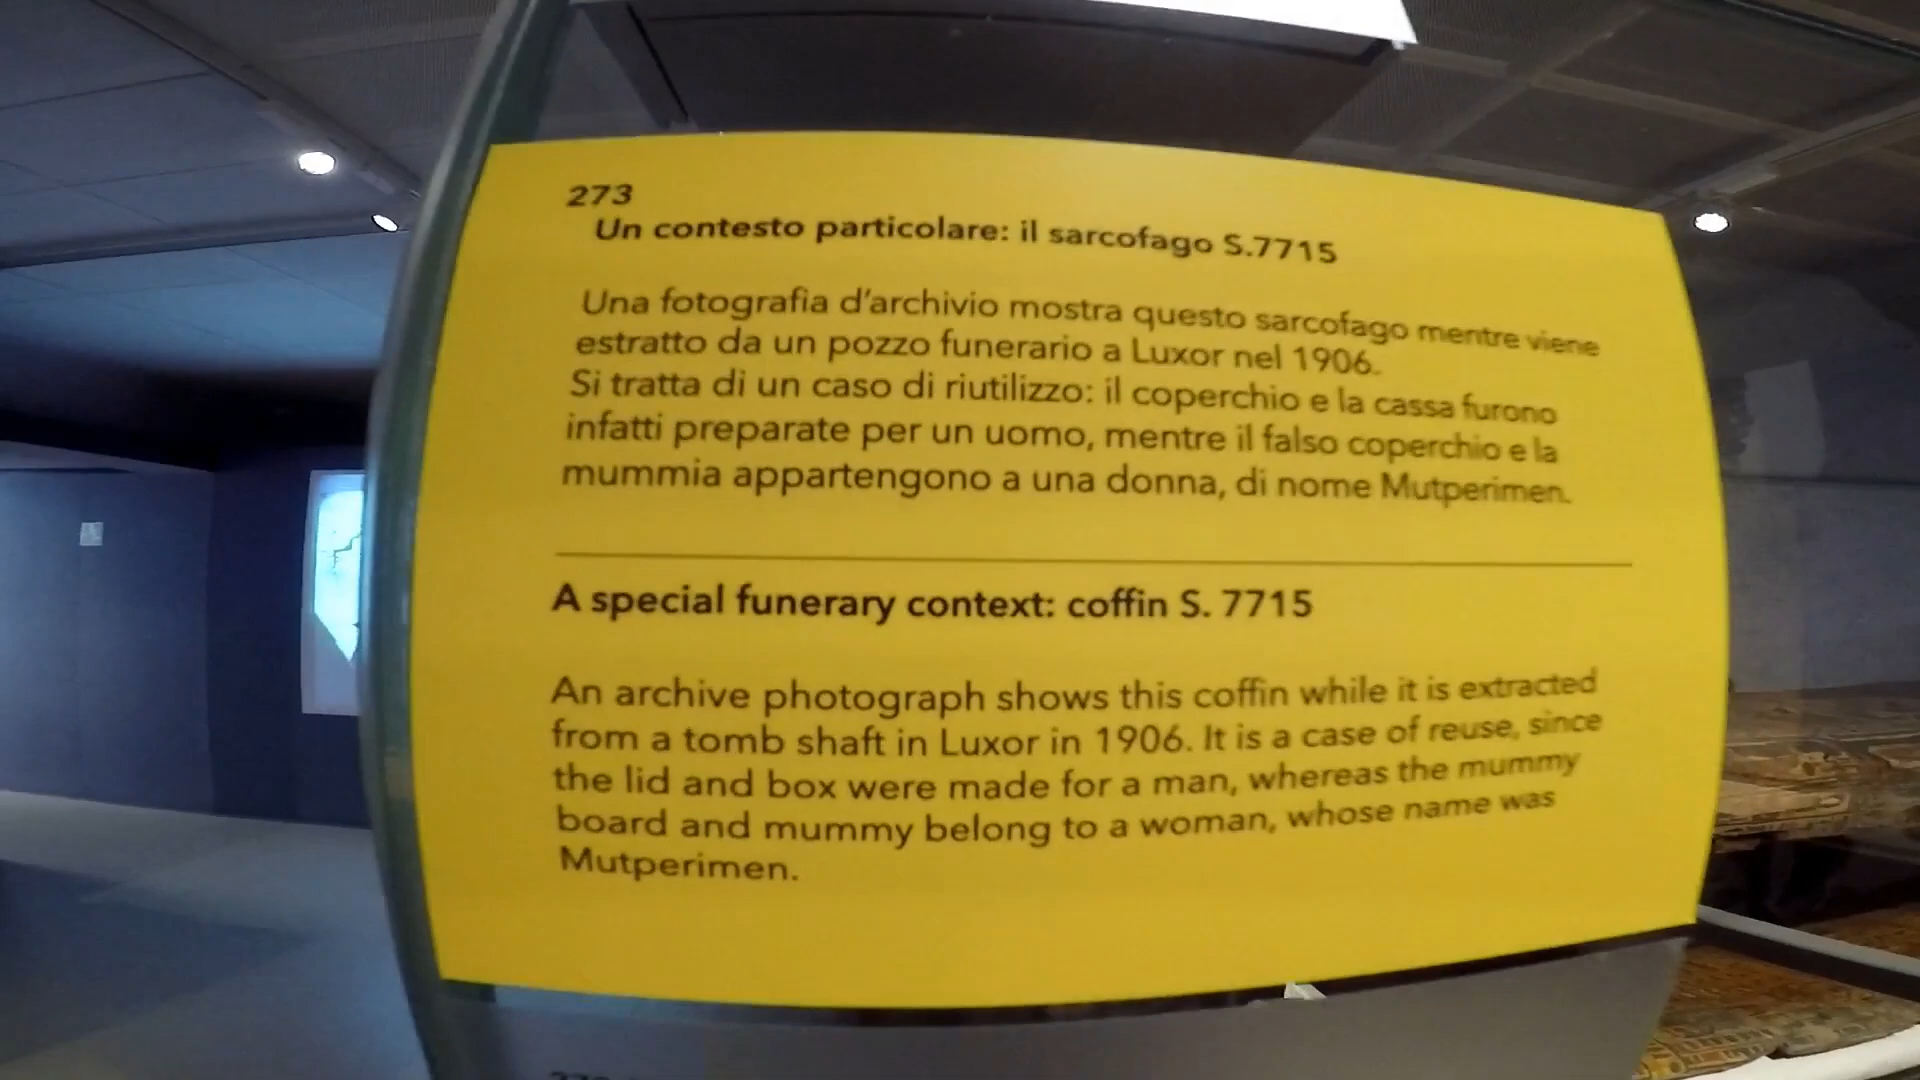 273
Un contesto particolare: il sarcofago S.7715
Una fotografia d'archivio mostra questo sarcofago mentre viene
estratto da un pozzo funerario a Luxor nel 1906.
Si tratta di un caso di riutilizzo: il coperchio e la cassa furono
infatti preparate per un uomo, mentre il falso coperchio e la
mummia appartengono a una donna, di nome Mutperimen.
A special funerary context: coffin S. 7715
An archive photograph shows this coffin while it is extracted
from a tomb shaft in Luxor in 1906. It is a case of reuse, since
the lid and box were made for a man, whereas the mummy
board and mummy belong to a woman, whose name was
Mutperimen.